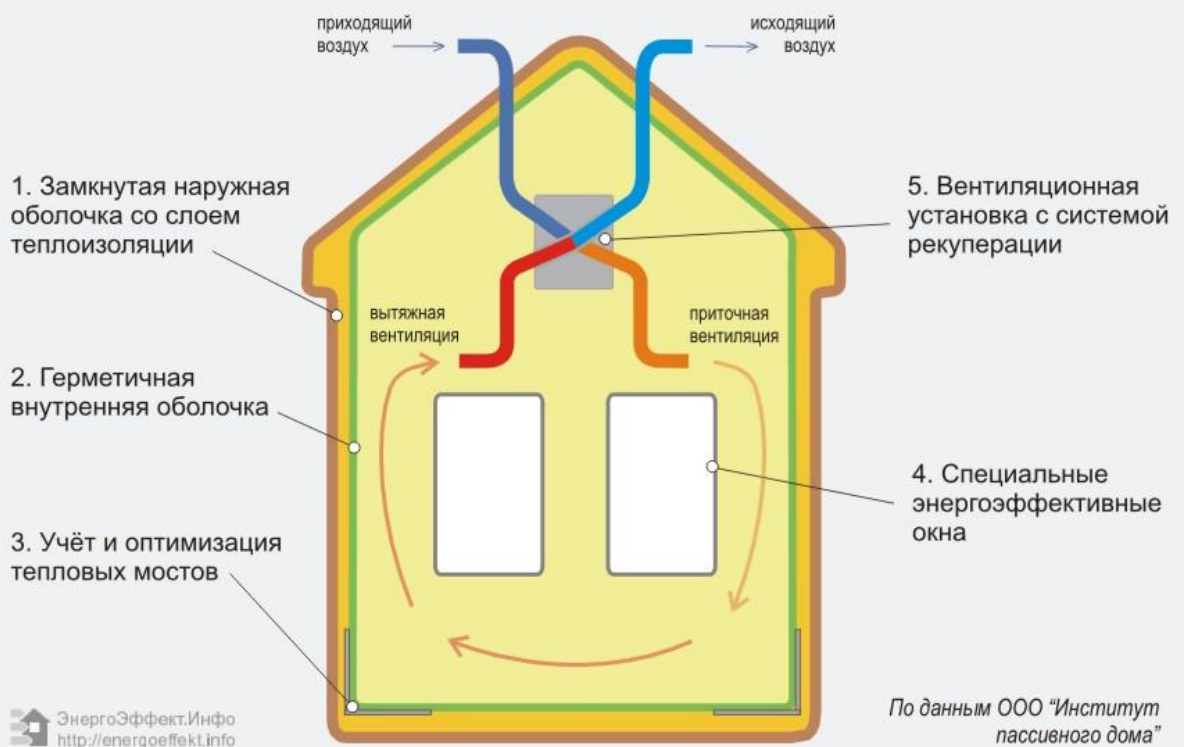 приходящий
воздух
исходящий
воздух
1. Замкнутая наружная
оболочка со слоем
теплоизоляции
5. Вентиляционная
установка с системой
рекуперации
вытяжная
вентиляция
приточная
вентиляция
2. Герметичная
внутренняя оболочка
4. Специальные
энергоэффективные
окна
3. Учёт и оптимизация
тепловых мостов
ЭнергоЭффект.Инфо
http://energoeffekt.info
По данным ООО “Институт
пассивного дома”